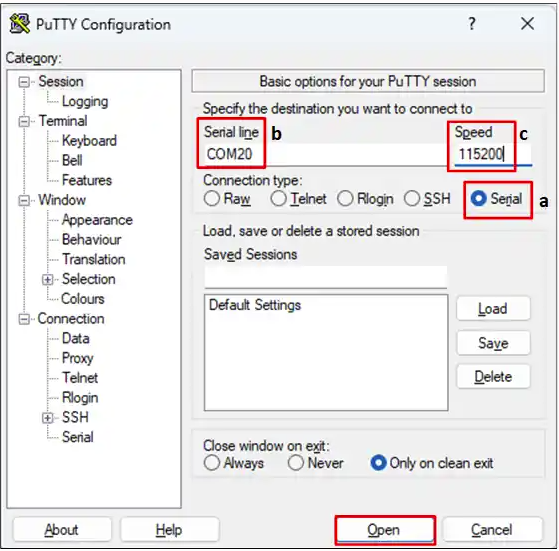 PuTTY Configuration
?
Category:
Session
Logging
Terminal
Keyboard
Bell
Features
Window
Appearance
Behaviour
Translation
Selection
Colours
Connection
Data
Proxy
Telnet
Rlogin
SSH
Serial
Basic options for your PuTTY session
Specify the destination you want to connect to
Serial line b Speed c
COM20 115200
Connection type:
Raw Telnet Rlogin SSH Serial a
Load, save or delete a stored session
Saved Sessions
Default Settings
Load
Save
Delete
Close window on exit:
Always Never Only on clean exit
About Help Open Cancel